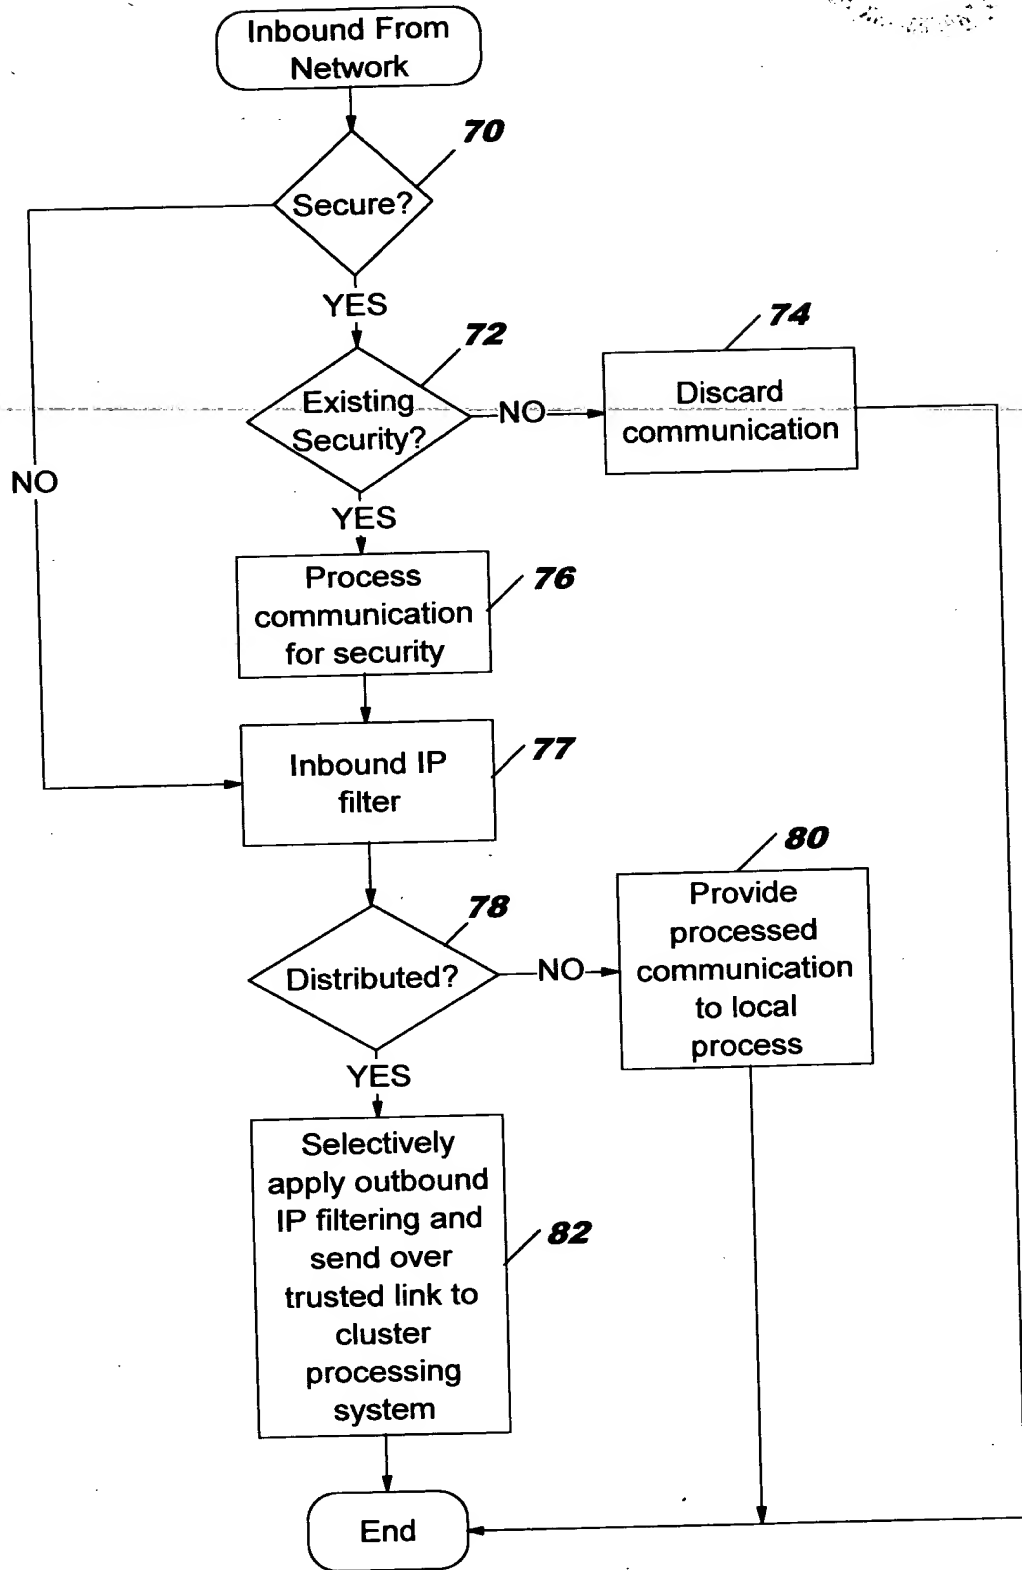 Inbound From
Network
70
Secure?
YES
72
Existing
Security?
NO
74
Discard
communication
NO
YES
Process
communication
for security
76
Inbound IP
filter
77
78
Distributed?
NO
80
Provide
processed
communication
to local
process
YES
Selectively
apply outbound
IP filtering and
send over
trusted link to
cluster
processing
system
82
End